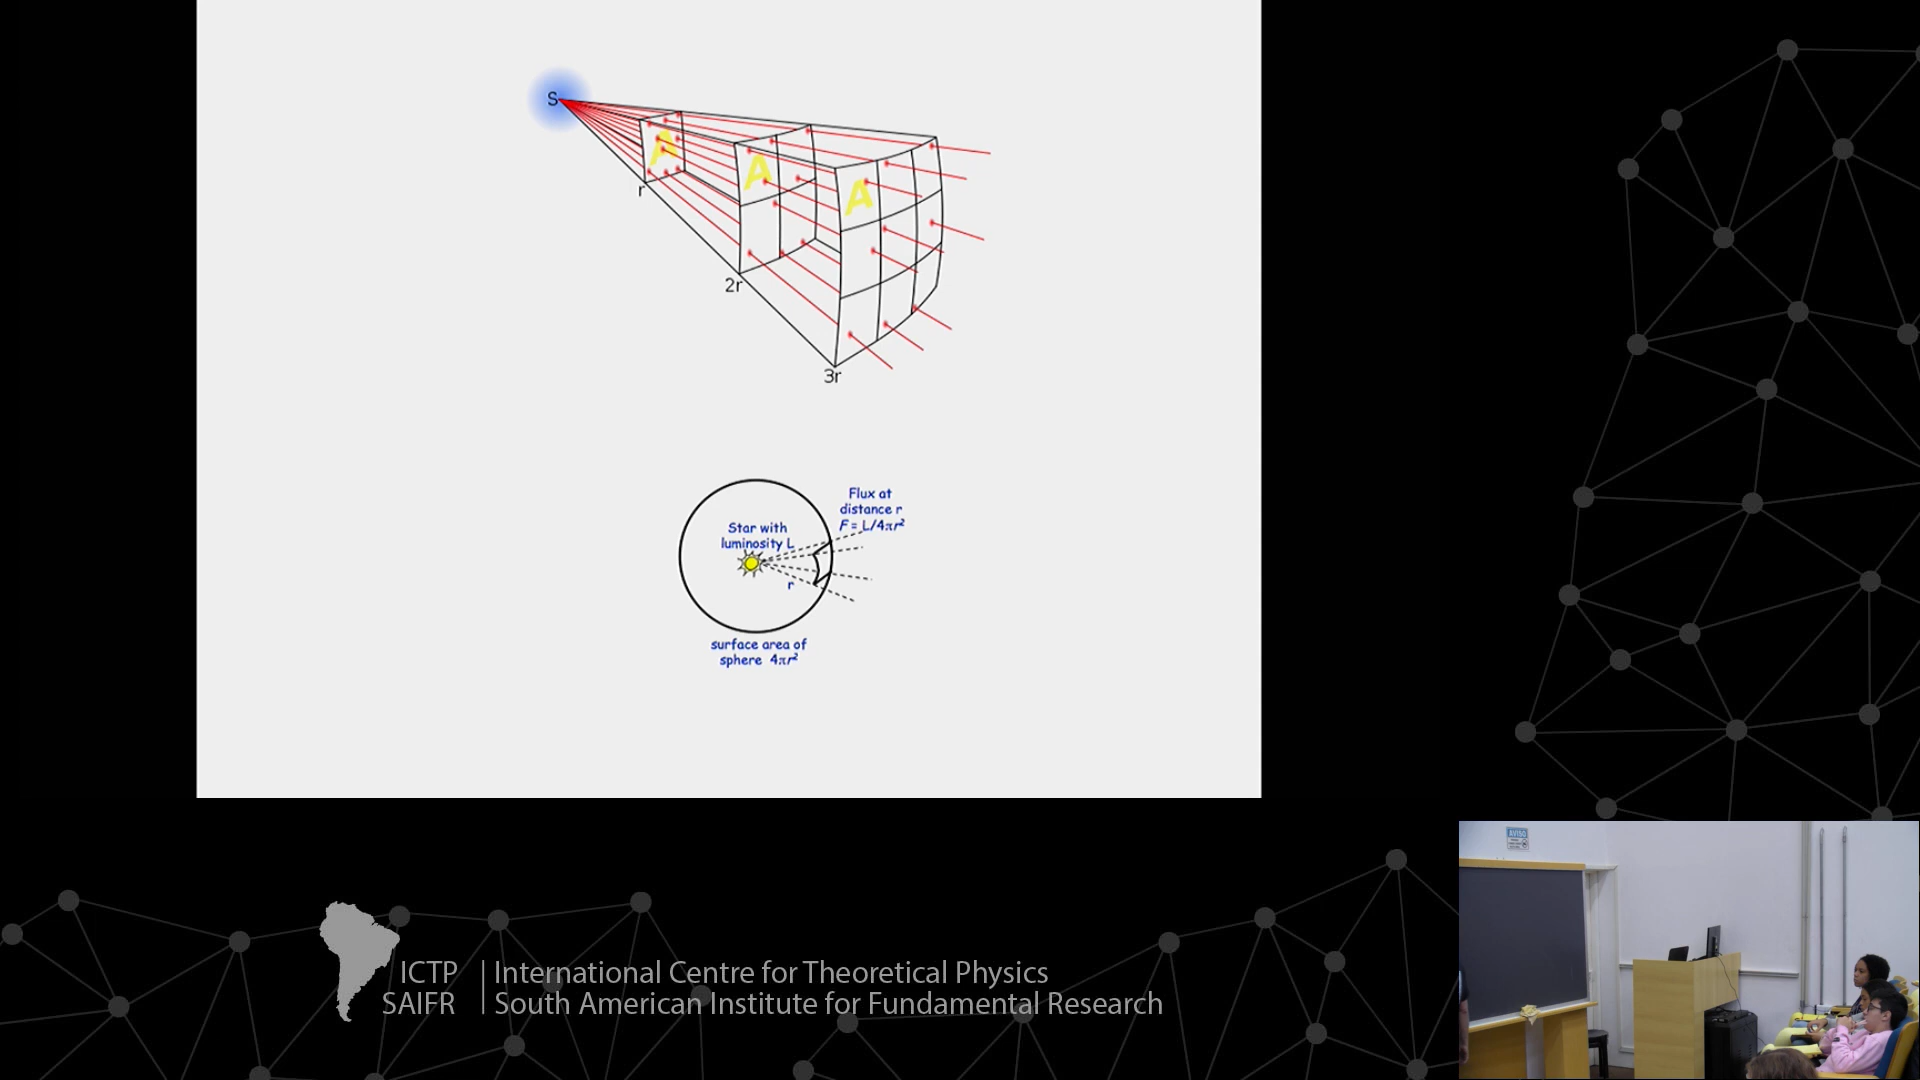 S
A
A
A
r
2r
3r
Flux at
distance r
F = L/4πr²
Star with
luminosity L
r
surface area of
sphere 4πr²
ICTP
SAIFR
International Centre for Theoretical Physics
South American Institute for Fundamental Research
AVISO